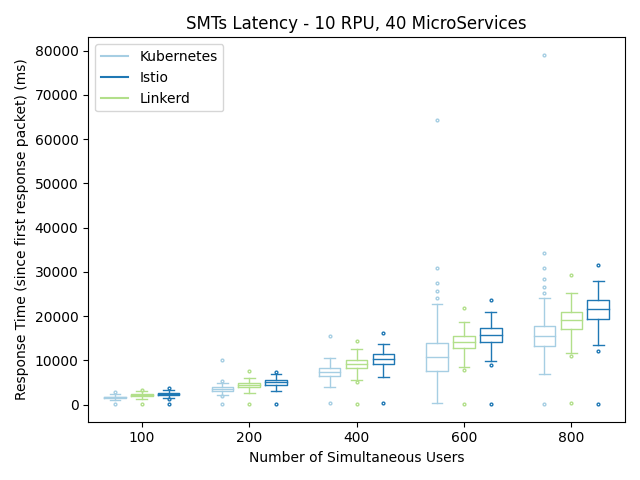 SMTs Latency - 10 RPU, 40 MicroServices
Response Time (since first response packet) (ms)
80000
70000
60000
50000
40000
30000
20000
10000
0
Kubernetes
Istio
Linkerd
100 200 400 600 800
Number of Simultaneous Users